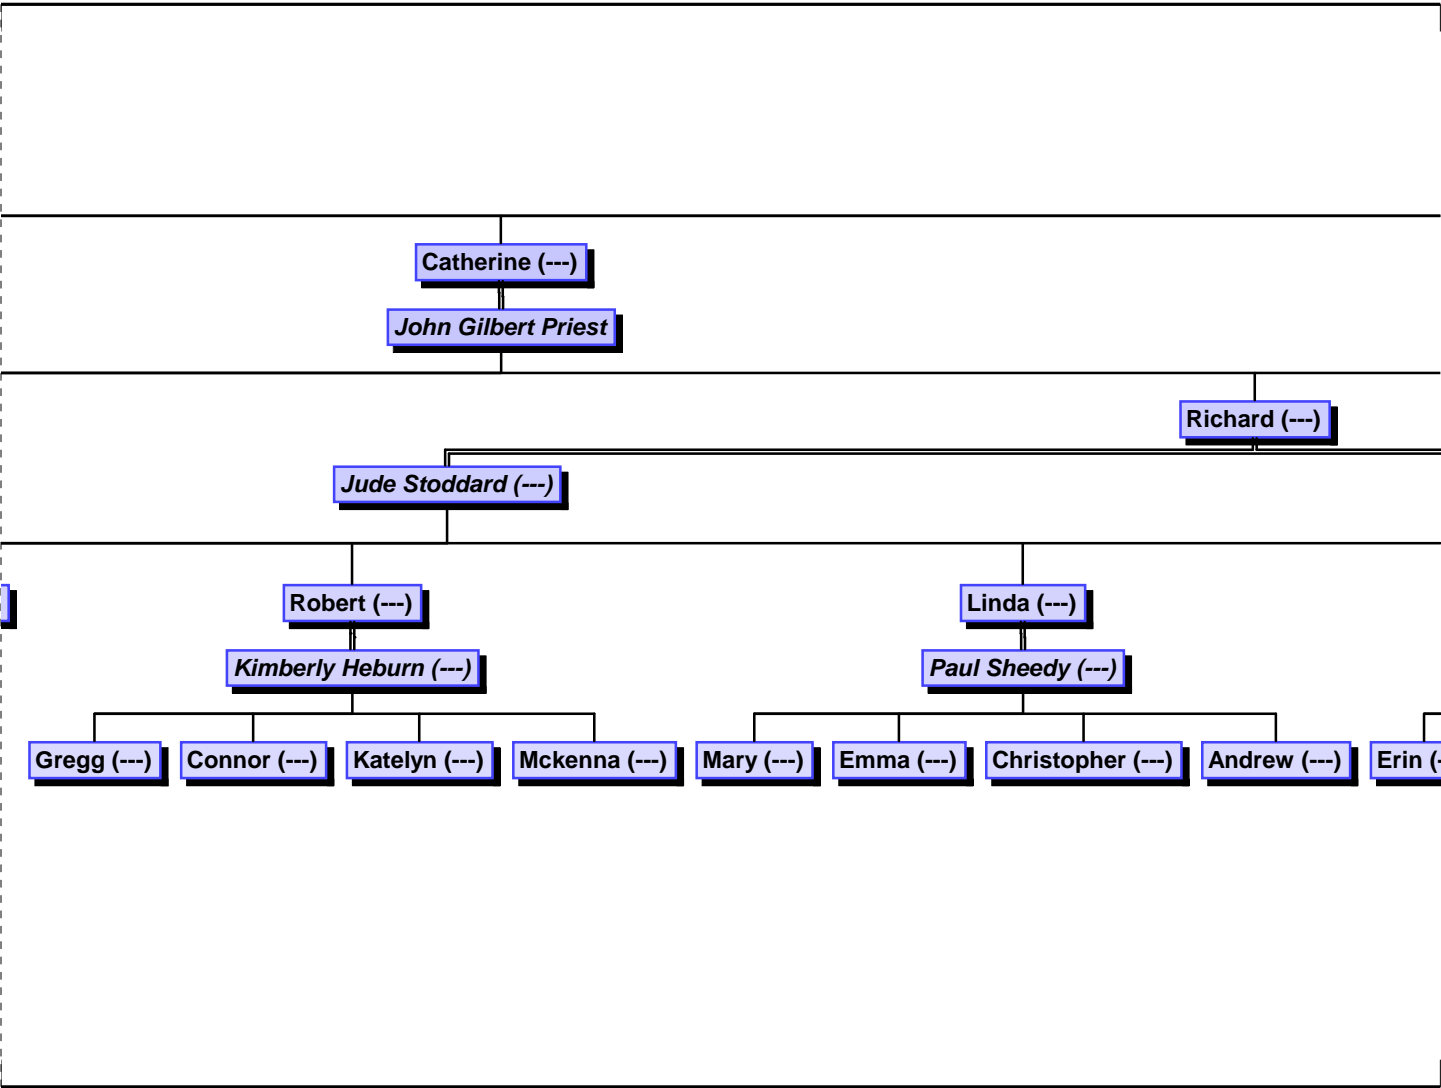 Catherine (---)
John Gilbert Priest
Richard (---)
Jude Stoddard (---)
Robert (---)
Linda (---)
Kimberly Heburn (---)
Paul Sheedy (---)
Gregg (---)
Connor (---)
Katelyn (---)
Mckenna (---)
Mary (---)
Emma (---)
Christopher (---)
Andrew (---)
Erin (-